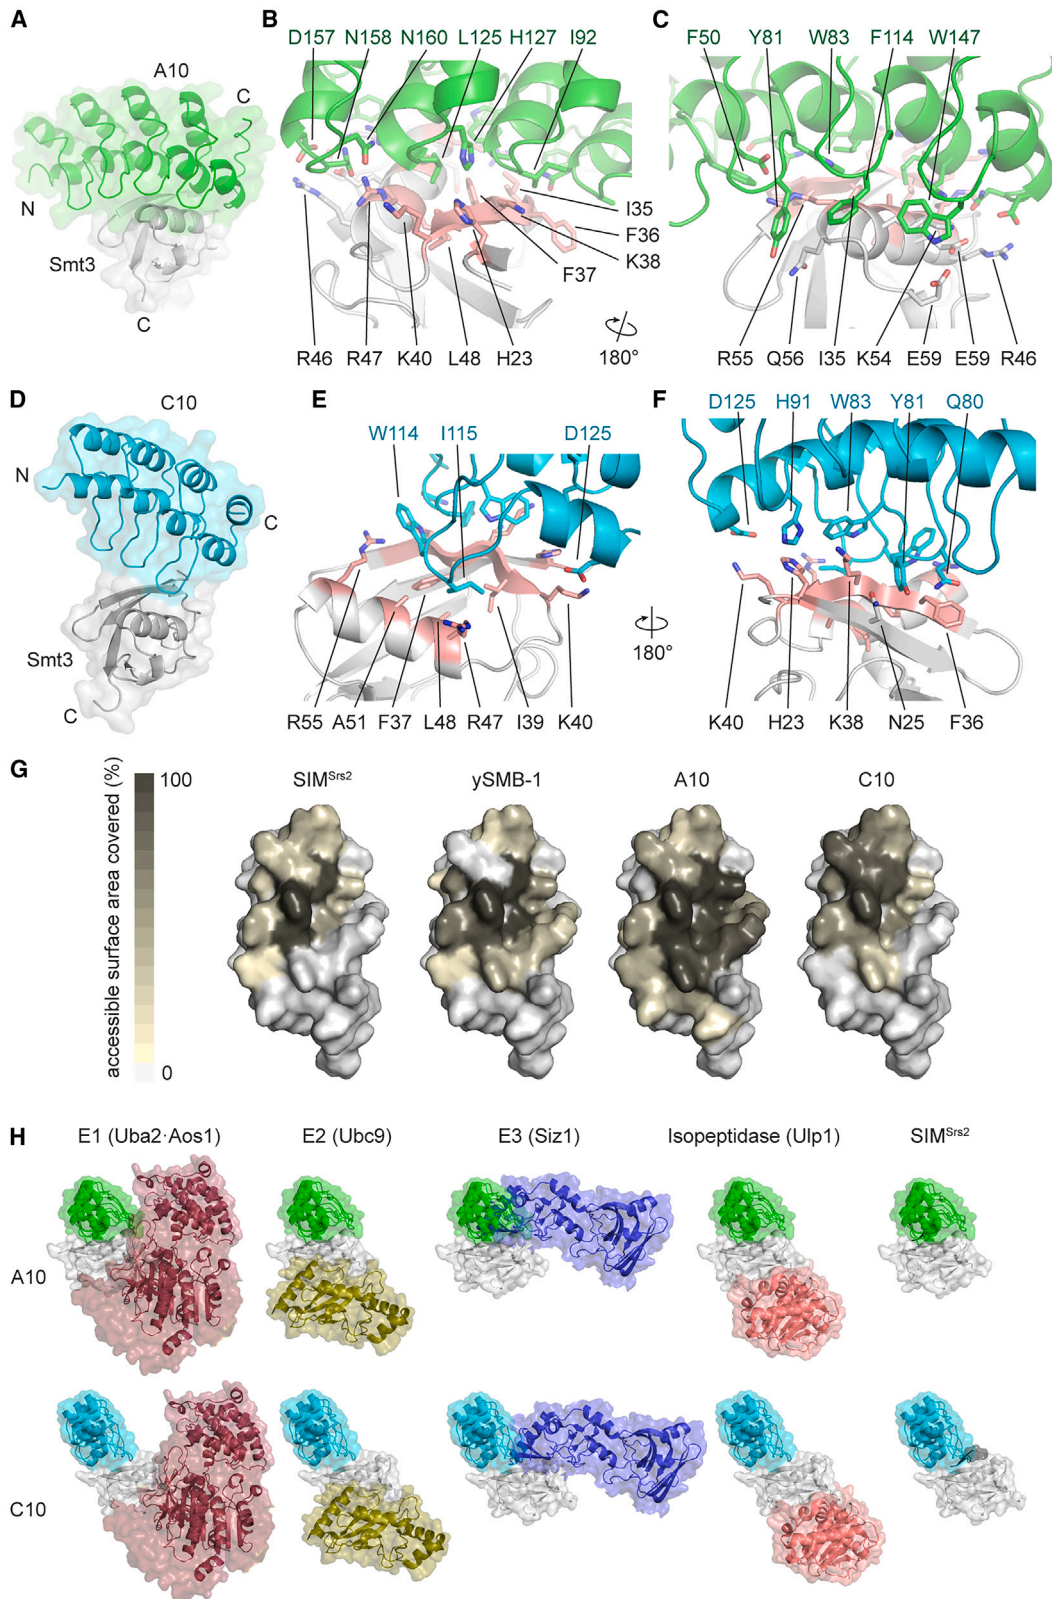 A
A10
C
N
Smt3
C
B
D157 N158 N160 L125 H127 I92
I35
F36
K38
F37
R46 R47 K40 L48 H23
180°
C
F50 Y81 W83 F114 W147
R55 Q56 I35 K54 E59 E59 R46
D
C10
N
C
Smt3
C
E
W114 I115 D125
R55 A51 F37 L48 R47 I39 K40
180°
F
D125 H91 W83 Y81 Q80
K40 H23 K38 N25 F36
G
accessible surface area covered (%)
100
0
SIM^Srs2 ySMB-1 A10 C10
H
E1 (Uba2·Aos1) E2 (Ubc9) E3 (Siz1) Isopeptidase (Ulp1) SIM^Srs2
A10
C10